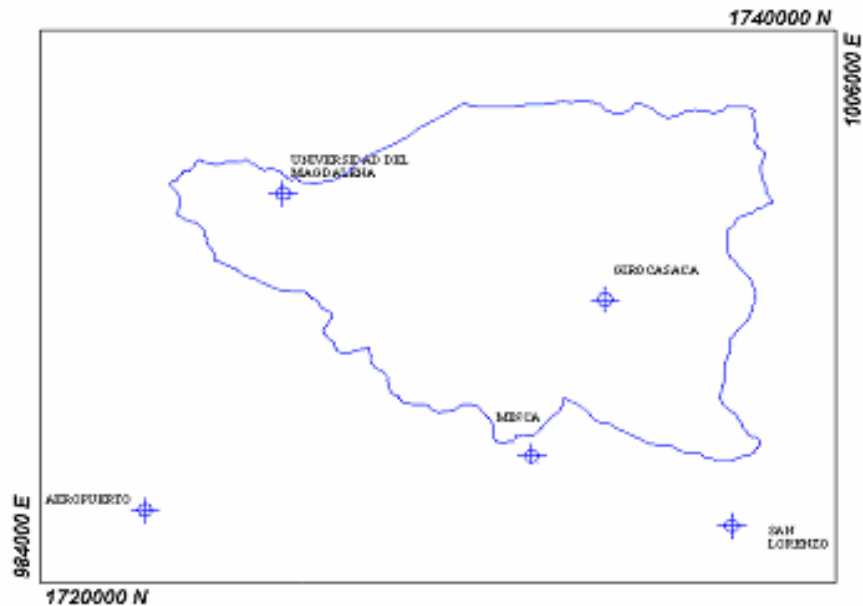 1740000 N
1006000 E
UNIVERSIDAD DEL
MAGDALENA
GIROCASACA
MINCA
AEROPUERTO
SAN
LORENZO
984000 E
1720000 N